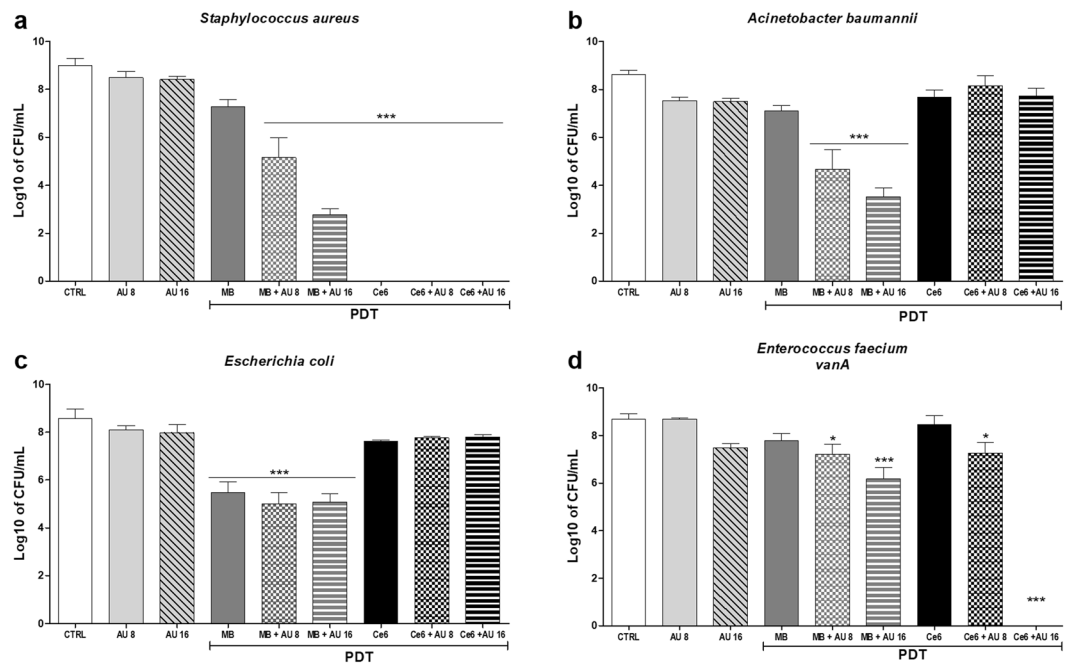 a
Staphylococcus aureus
Log10 of CFU/mL
10
8
6
4
2
0
***
CTRL AU 8 AU 16 MB MB + AU 8 MB + AU 16 Ce6 Ce6 + AU 8 Ce6 +AU 16
PDT
b
Acinetobacter baumannii
Log10 of CFU/mL
10
8
6
4
2
0
***
CTRL AU 8 AU 16 MB MB + AU 8 MB + AU 16 Ce6 Ce6 + AU 8 Ce6 +AU 16
PDT
c
Escherichia coli
Log10 of CFU/mL
10
8
6
4
2
0
***
CTRL AU 8 AU 16 MB MB + AU 8 MB + AU 16 Ce6 Ce6 + AU 8 Ce6 +AU 16
PDT
d
Enterococcus faecium
vanA
Log10 of CFU/mL
10
8
6
4
2
0
* *** * ***
CTRL AU 8 AU 16 MB MB + AU 8 MB + AU 16 Ce6 Ce6 + AU 8 Ce6 +AU 16
PDT